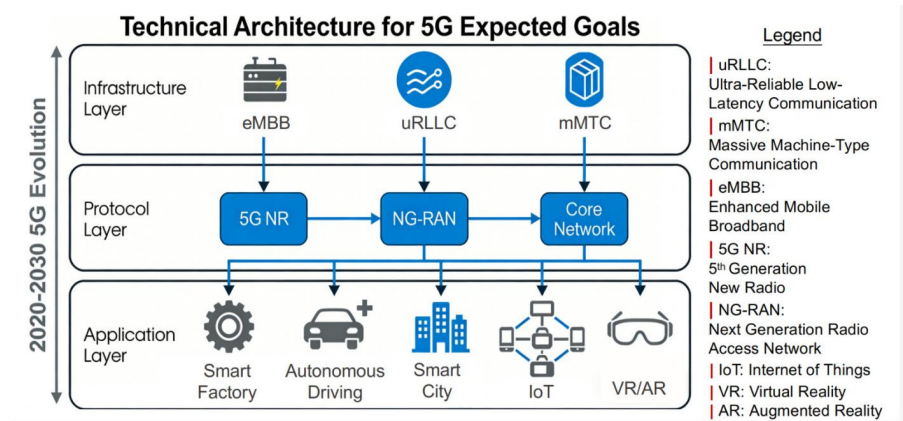 Technical Architecture for 5G Expected Goals
2020-2030 5G Evolution
Infrastructure
Layer
eMBB
uRLLC
mMTC
Protocol
Layer
5G NR
NG-RAN
Core
Network
Application
Layer
Smart
Factory
Autonomous
Driving
Smart
City
IoT
VR/AR
Legend
uRLLC:
Ultra-Reliable Low-
Latency Communication
mMTC:
Massive Machine-Type
Communication
eMBB:
Enhanced Mobile
Broadband
5G NR:
5th Generation
New Radio
NG-RAN:
Next Generation Radio
Access Network
IoT: Internet of Things
VR: Virtual Reality
AR: Augmented Reality